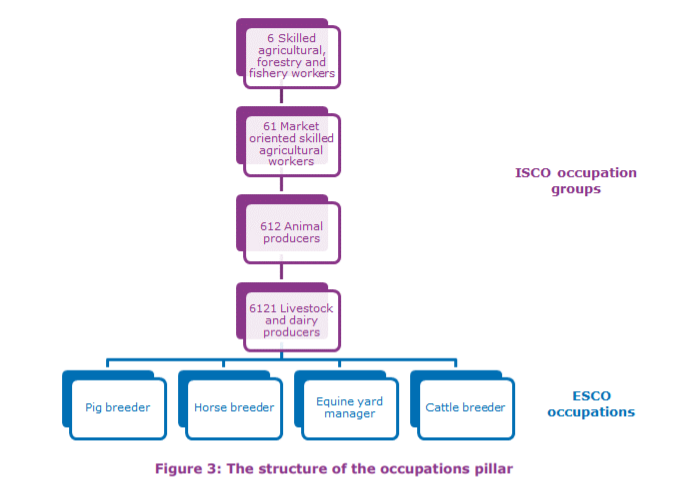 6 Skilled
agricultural,
forestry and
fishery workers
61 Market
oriented skilled
agricultural
workers
ISCO occupation
groups
612 Animal
producers
6121 Livestock
and dairy
producers
Pig breeder
Horse breeder
Equine yard
manager
Cattle breeder
ESCO
occupations
Figure 3: The structure of the occupations pillar